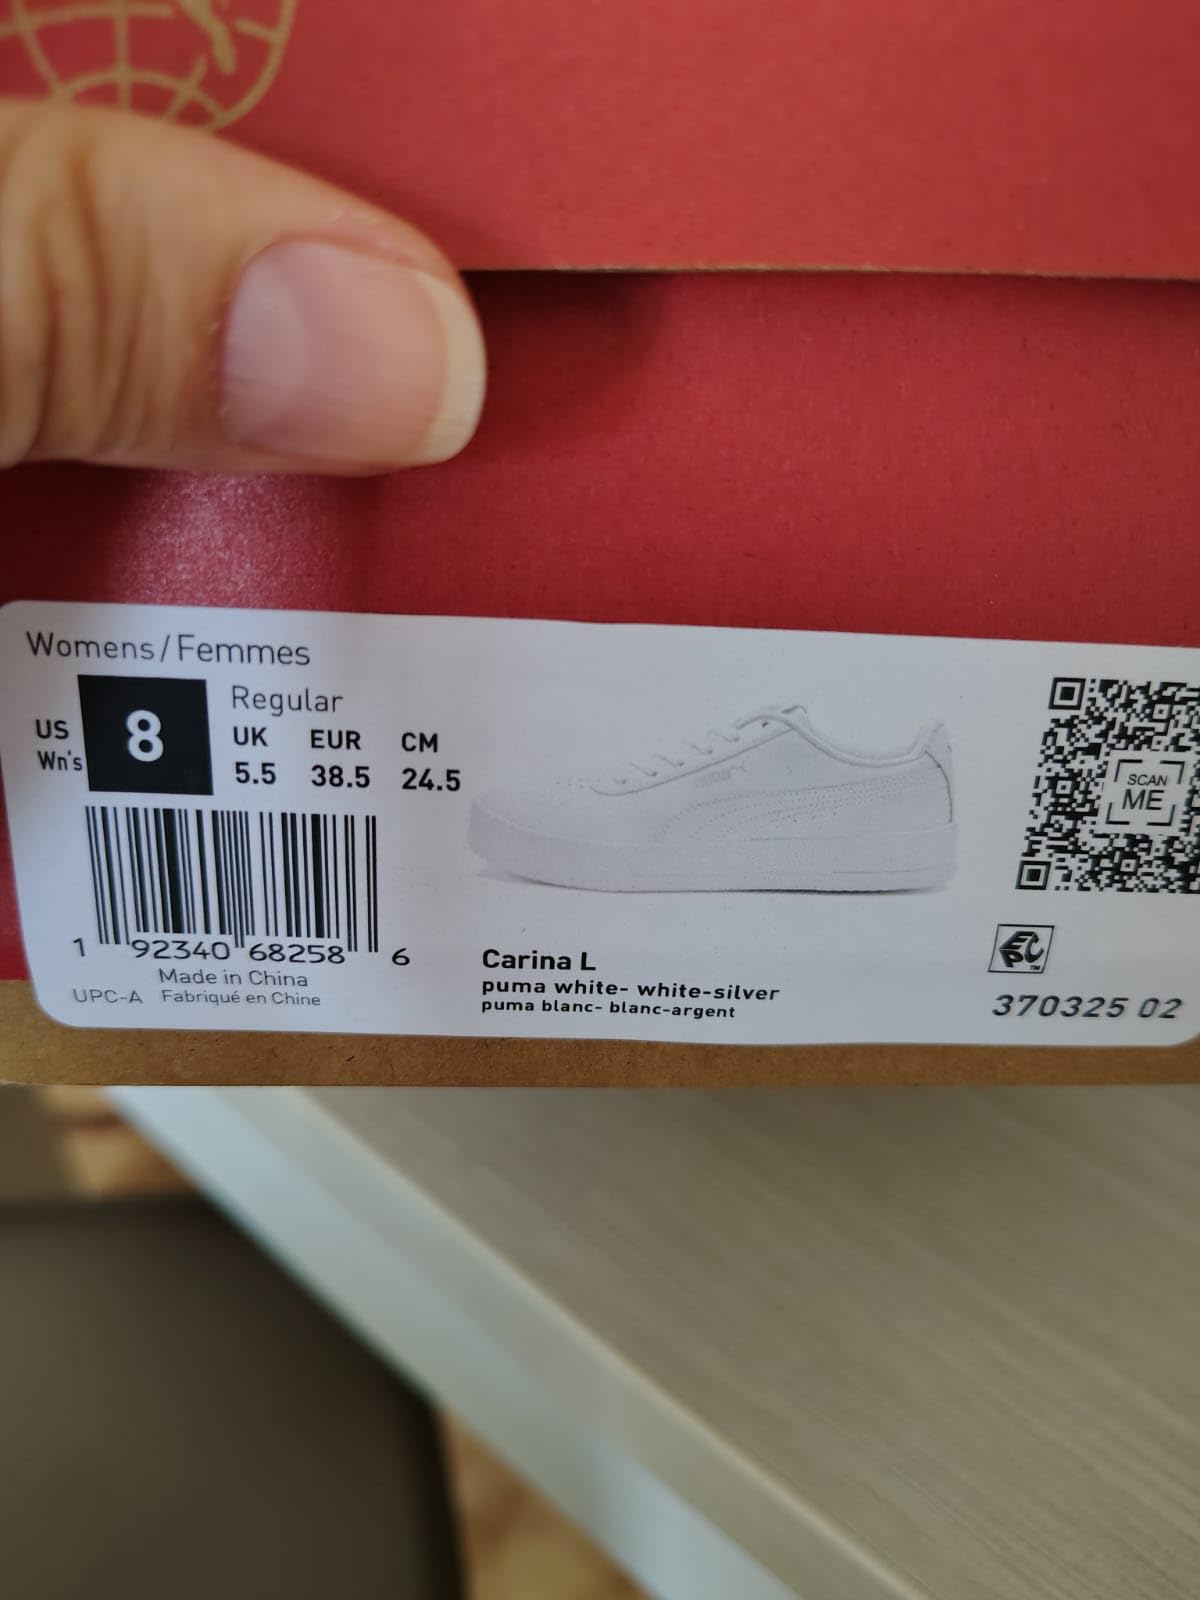 Womens/Femmes
US
Wn's
8
Regular
UK EUR CM
5.5 38.5 24.5
1 92340 68258 6
Made in China
UPC-A Fabriqué en Chine
Carina L
puma white- white-silver
puma blanc- blanc-argent
SCAN
ME
EPC™
370325 02